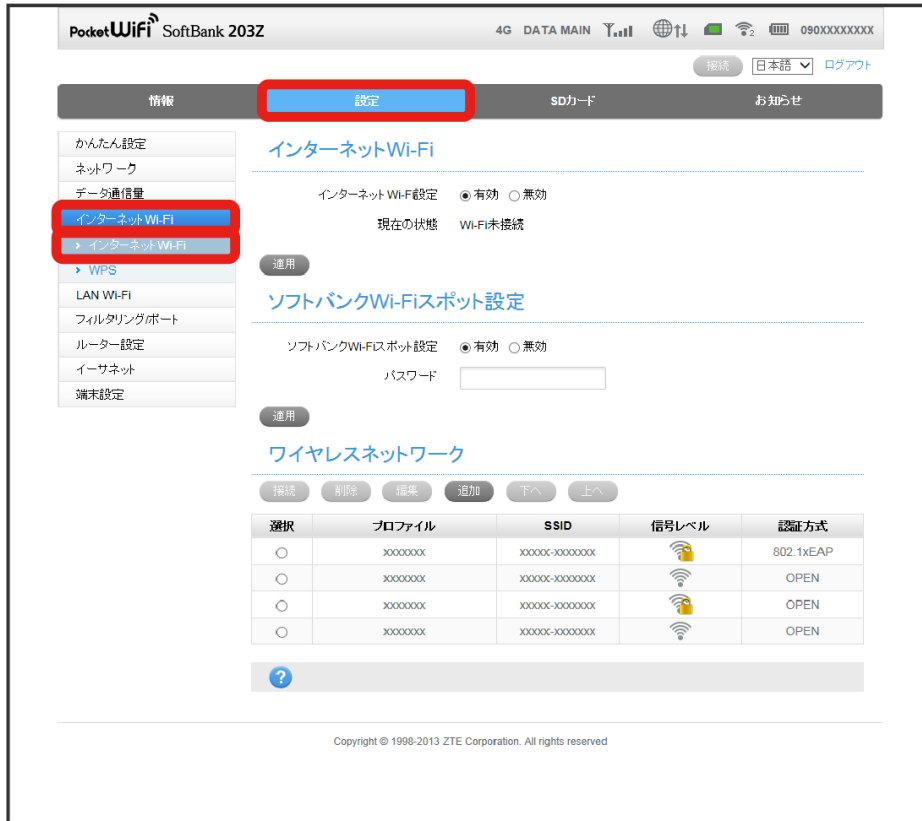 Pocket WiFi SoftBank 203Z 4G DATA MAIN 2 090XXXXXXXX
接続 日本語 ログアウト
情報 設定 SDカード お知らせ
かんたん設定
ネットワーク
データ通信量
インターネット Wi-Fi
› インターネット Wi-Fi
› WPS
LAN Wi-Fi
フィルタリング/ポート
ルーター設定
イーサネット
端末設定
インターネットWi-Fi
インターネット Wi-Fi設定 有効 無効
現在の状態 Wi-Fi未接続
適用
ソフトバンクWi-Fiスポット設定
ソフトバンクWi-Fiスポット設定 有効 無効
パスワード
適用
ワイヤレスネットワーク
接続 削除 編集 追加 下へ 上へ
選択 プロファイル SSID 信号レベル 認証方式
xxxxxxx xxxxx-xxxxxxx 802.1xEAP
xxxxxxx xxxxx-xxxxxxx OPEN
xxxxxxx xxxxx-xxxxxxx OPEN
xxxxxxx xxxxx-xxxxxxx OPEN
?
Copyright © 1998-2013 ZTE Corporation. All rights reserved